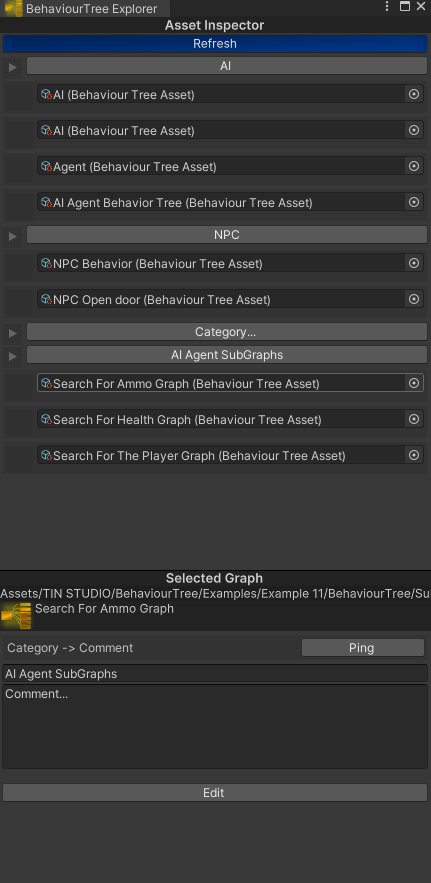 BehaviourTree Explorer
Asset Inspector
Refresh
AI
AI (Behaviour Tree Asset)
AI (Behaviour Tree Asset)
Agent (Behaviour Tree Asset)
AI Agent Behavior Tree (Behaviour Tree Asset)
NPC
NPC Behavior (Behaviour Tree Asset)
NPC Open door (Behaviour Tree Asset)
Category...
AI Agent SubGraphs
Search For Ammo Graph (Behaviour Tree Asset)
Search For Health Graph (Behaviour Tree Asset)
Search For The Player Graph (Behaviour Tree Asset)
Selected Graph
Assets/TIN STUDIO/BehaviourTree/Examples/Example 11/BehaviourTree/Su
Search For Ammo Graph
Category -> Comment Ping
AI Agent SubGraphs
Comment...
Edit